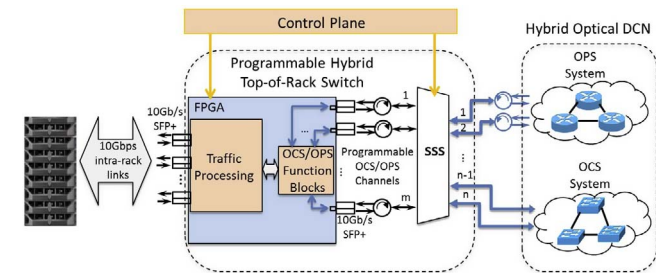 Control Plane
Hybrid Optical DCN
Programmable Hybrid
Top-of-Rack Switch
OPS
System
FPGA
10Gb/s
SFP+
10Gbps
intra-rack
links
Traffic
Processing
...
OCS/OPS
Function
Blocks
Programmable
OCS/OPS
Channels
1
m
10Gb/s
SFP+
SSS
1
2
n-1
n
OCS
System